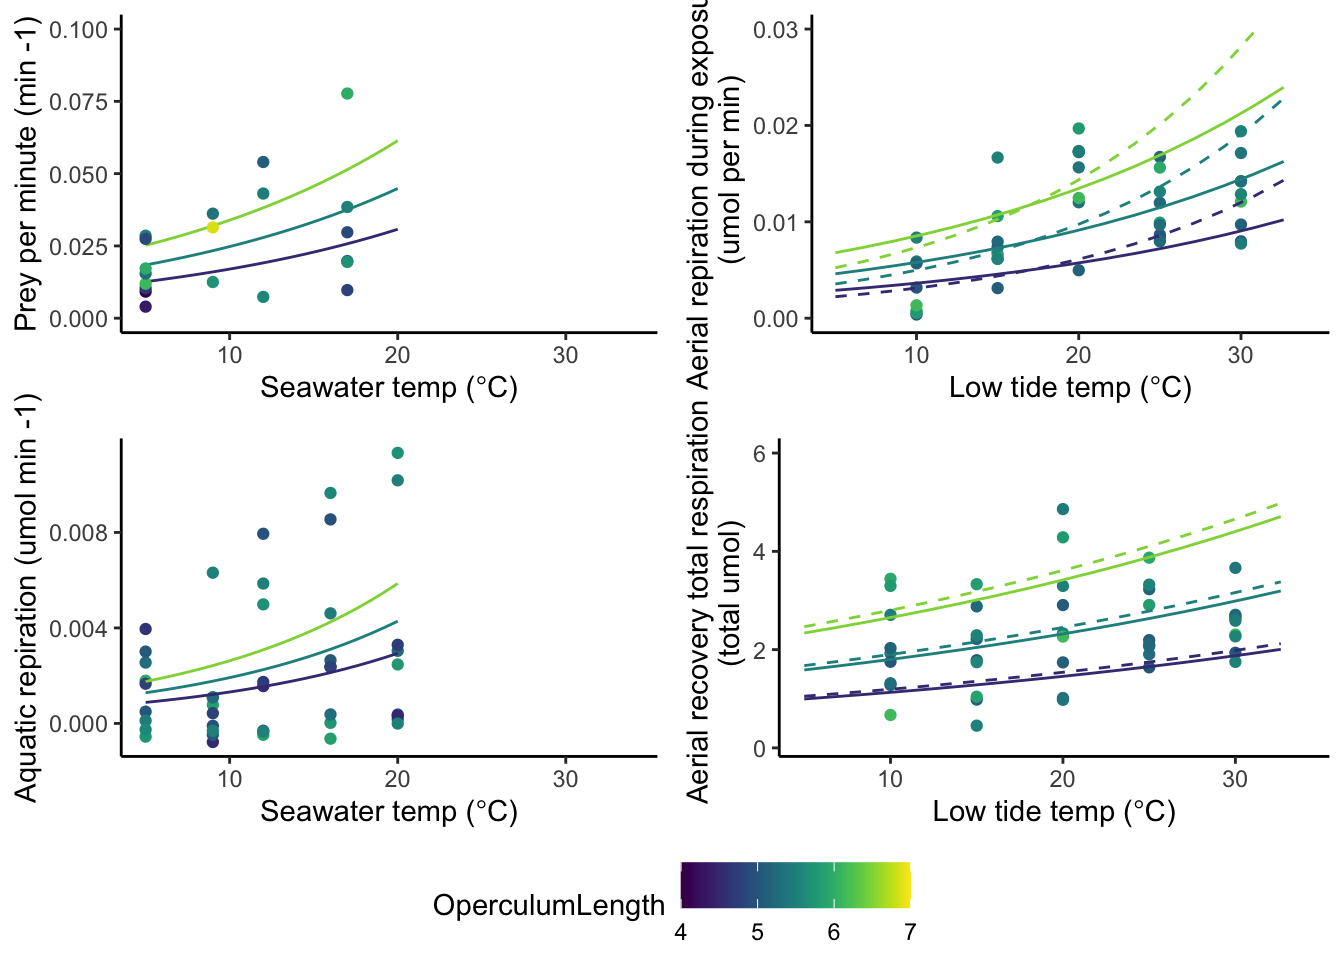 Prey per minute (min -1)
0.100
0.075
0.050
0.025
0.000
10
20
30
Seawater temp (°C)
Aerial repiration during exposu
(umol per min)
0.03
0.02
0.01
0.00
10
20
30
Low tide temp (°C)
Aquatic repiration (umol min -1)
0.008
0.004
0.000
10
20
30
Seawater temp (°C)
Aerial recovery total respiration
(total umol)
6
4
2
0
10
20
30
Low tide temp (°C)
OperculumLength
4
5
6
7